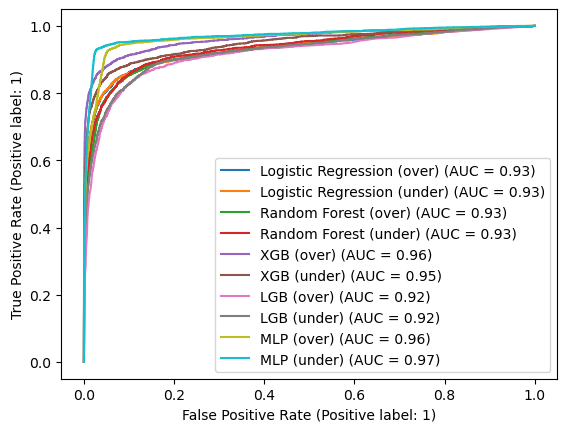 1.0
0.8
0.6
0.4
0.2
0.0
True Positive Rate (Positive label: 1)
Logistic Regression (over) (AUC = 0.93)
Logistic Regression (under) (AUC = 0.93)
Random Forest (over) (AUC = 0.93)
Random Forest (under) (AUC = 0.93)
XGB (over) (AUC = 0.96)
XGB (under) (AUC = 0.95)
LGB (over) (AUC = 0.92)
LGB (under) (AUC = 0.92)
MLP (over) (AUC = 0.96)
MLP (under) (AUC = 0.97)
0.0 0.2 0.4 0.6 0.8 1.0
False Positive Rate (Positive label: 1)